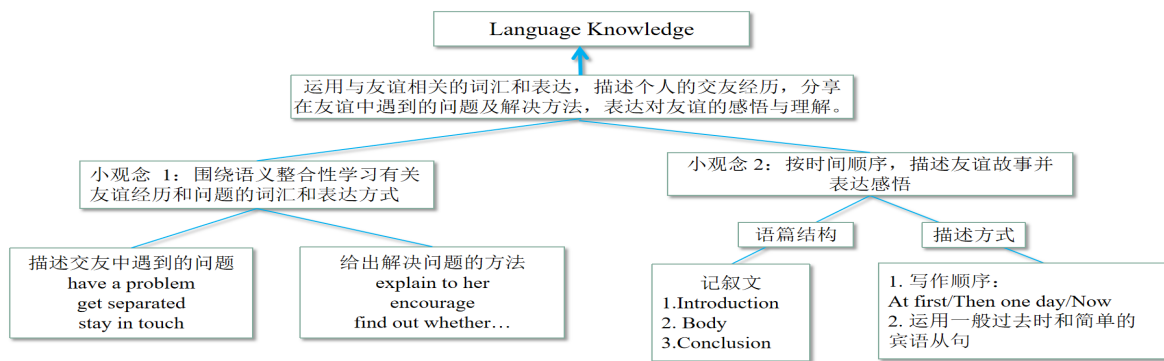 Language Knowledge
运用与友谊相关的词汇和表达，描述个人的交友经历，分享
在友谊中遇到的问题及解决方法，表达对友谊的感悟与理解。
小观念 1：围绕语义整合性学习有关
友谊经历和问题的词汇和表达方式
小观念 2：按时间顺序，描述友谊故事并
表达感悟
描述交友中遇到的问题
have a problem
get separated
stay in touch
给出解决问题的方法
explain to her
encourage
find out whether…
语篇结构
描述方式
记叙文
1.Introduction
2. Body
3.Conclusion
1. 写作顺序：
At first/Then one day/Now
2. 运用一般过去时和简单的
宾语从句